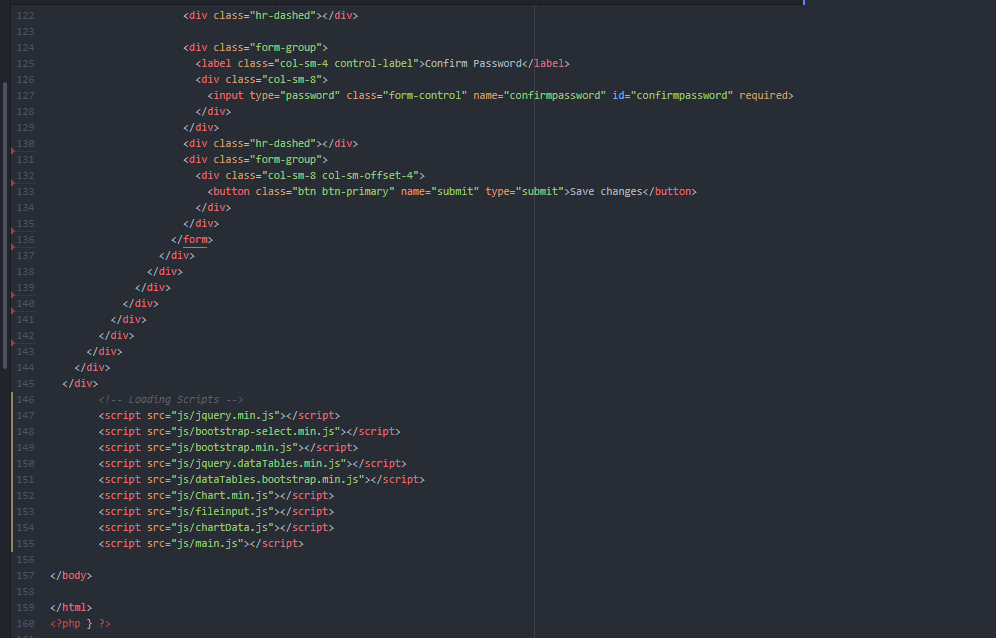 122 <div class="hr-dashed"></div>
123
124 <div class="form-group">
125 <label class="col-sm-4 control-label">Confirm Password</label>
126 <div class="col-sm-8">
127 <input type="password" class="form-control" name="confirmpassword" id="confirmpassword" required>
128 </div>
129 </div>
130 <div class="hr-dashed"></div>
131 <div class="form-group">
132 <div class="col-sm-8 col-sm-offset-4">
133 <button class="btn btn-primary" name="submit" type="submit">Save changes</button>
134 </div>
135 </div>
136 </form>
137 </div>
138 </div>
139 </div>
140 </div>
141 </div>
142 </div>
143 </div>
144 </div>
145 </div>
146 <!-- Loading Scripts -->
147 <script src="js/jquery.min.js"></script>
148 <script src="js/bootstrap-select.min.js"></script>
149 <script src="js/bootstrap.min.js"></script>
150 <script src="js/jquery.dataTables.min.js"></script>
151 <script src="js/dataTables.bootstrap.min.js"></script>
152 <script src="js/Chart.min.js"></script>
153 <script src="js/fileinput.js"></script>
154 <script src="js/chartData.js"></script>
155 <script src="js/main.js"></script>
156
157 </body>
158
159 </html>
160 <?php } ?>